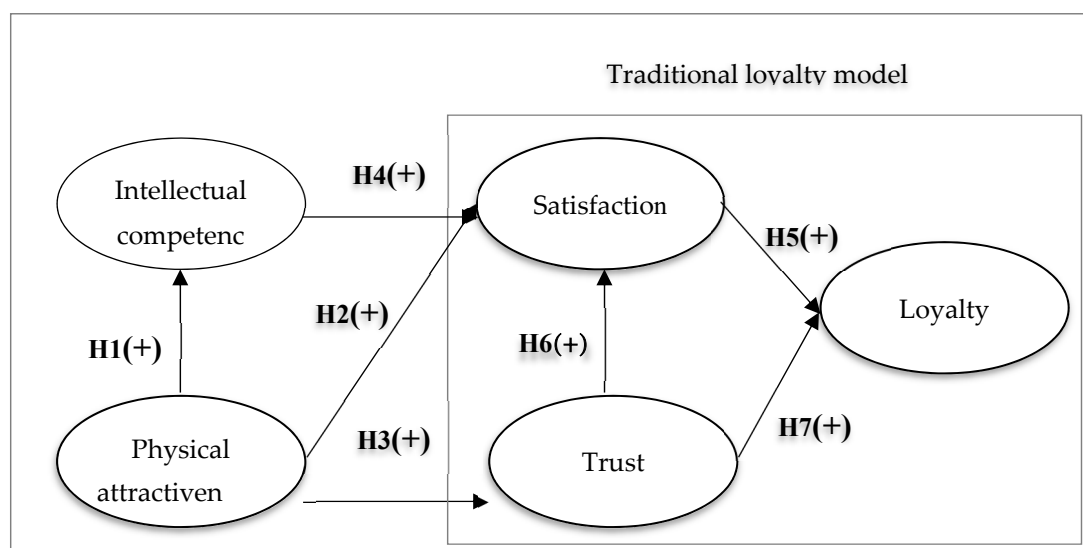 Traditional loyalty model
Intellectual
competenc
H4(+)
Satisfaction
H5(+)
Loyalty
H1(+)
H2(+)
H6(+)
H3(+)
H7(+)
Physical
attractiven
Trust